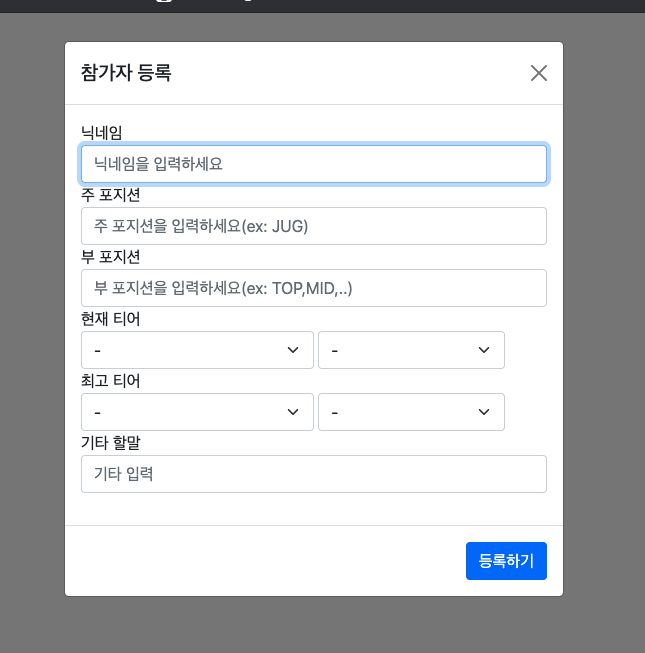 참가자 등록
닉네임
닉네임을 입력하세요
주 포지션
주 포지션을 입력하세요(ex: JUG)
부 포지션
부 포지션을 입력하세요(ex: TOP,MID,..)
현재 티어
- -
최고 티어
- -
기타 할말
기타 입력
등록하기